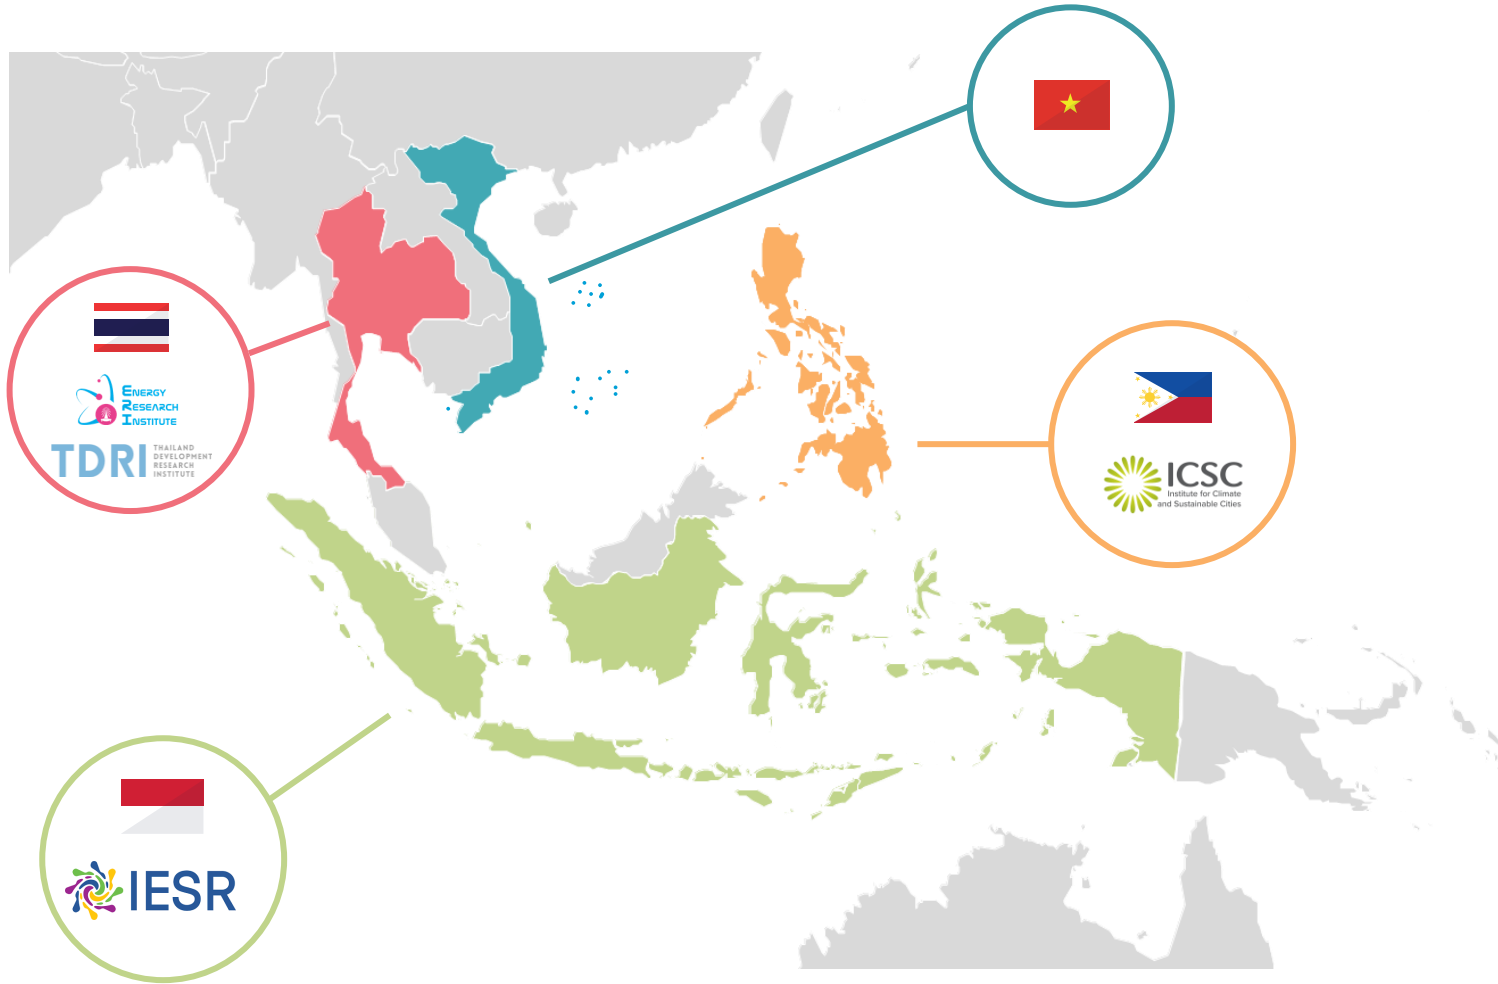 ENERGY
RESEARCH
INSTITUTE
TDRI
THAILAND
DEVELOPMENT
RESEARCH
INSTITUTE
ICSC
Institute for Climate
and Sustainable Cities
IESR